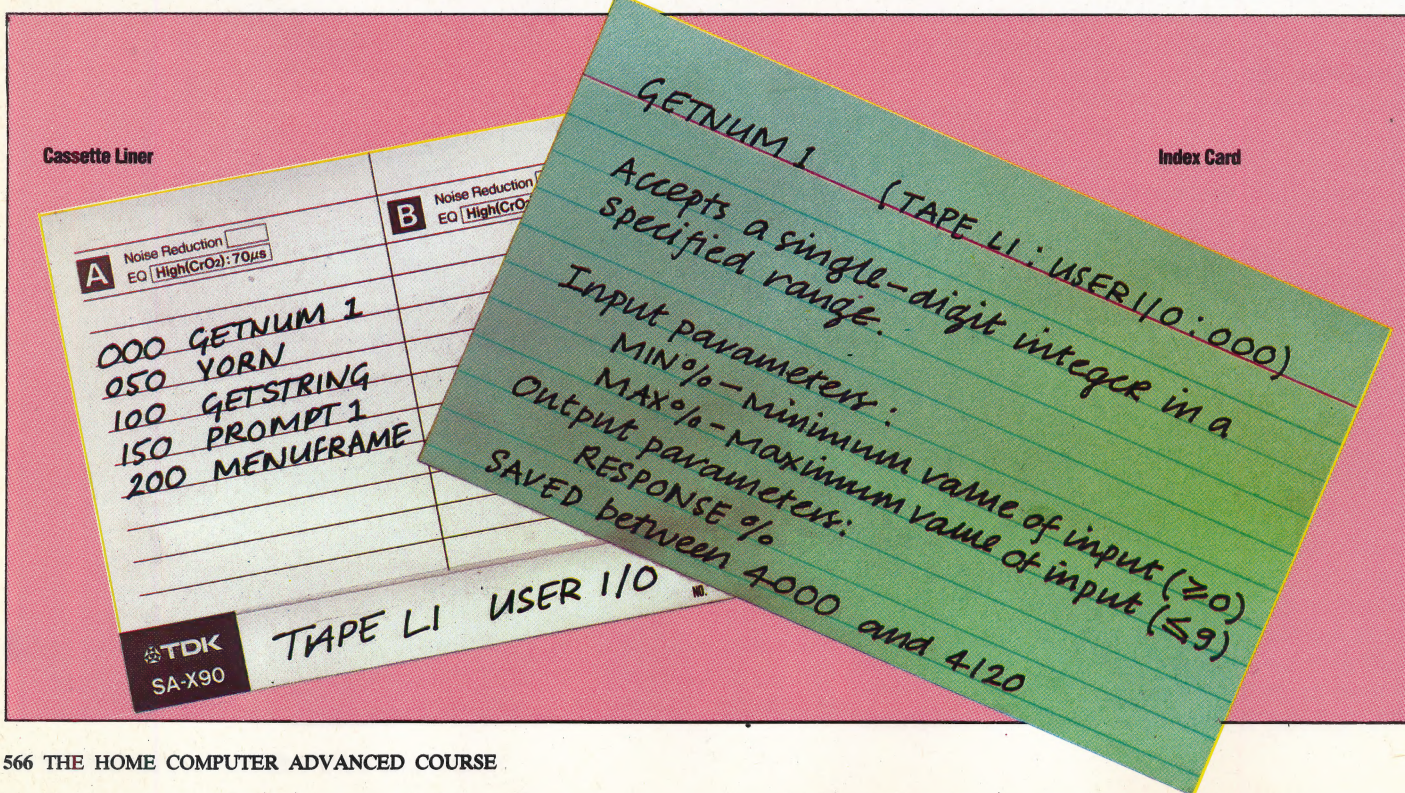 Cassette Liner
A
Noise Reduction
EQ High(CrO2): 70µs
B
Noise Reduction
EQ High(CrO
000 GETNUM 1
050 YORN
100 GETSTRING
150 PROMPT 1
200 MENUFRAME
TDK
SA-X90
TAPE L1 USER I/O
NO.
Index Card
GETNUM 1 (TAPE L1 : USER I/O : 000)
Accepts a single-digit integer in a
specified range.
Input parameters:
MIN% - minimum value of input (≥0)
MAX% - maximum value of input (≤9)
Output parameters:
RESPONSE %
SAVED between 4000 and 4120
566 THE HOME COMPUTER ADVANCED COURSE